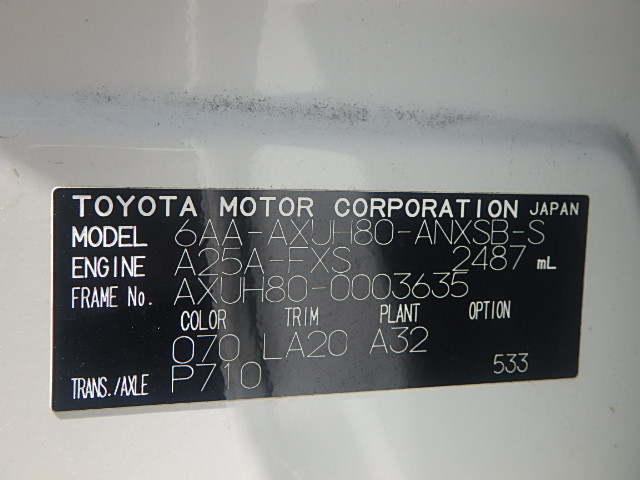 TOYOTA MOTOR CORPORATION JAPAN
MODEL 6AA-AXUH80-ANXSB-S
ENGINE A25A-FXS 2487 mL
FRAME No. AXUH80-0003635
COLOR TRIM PLANT OPTION
070 LA20 A32
TRANS./AXLE P710 533